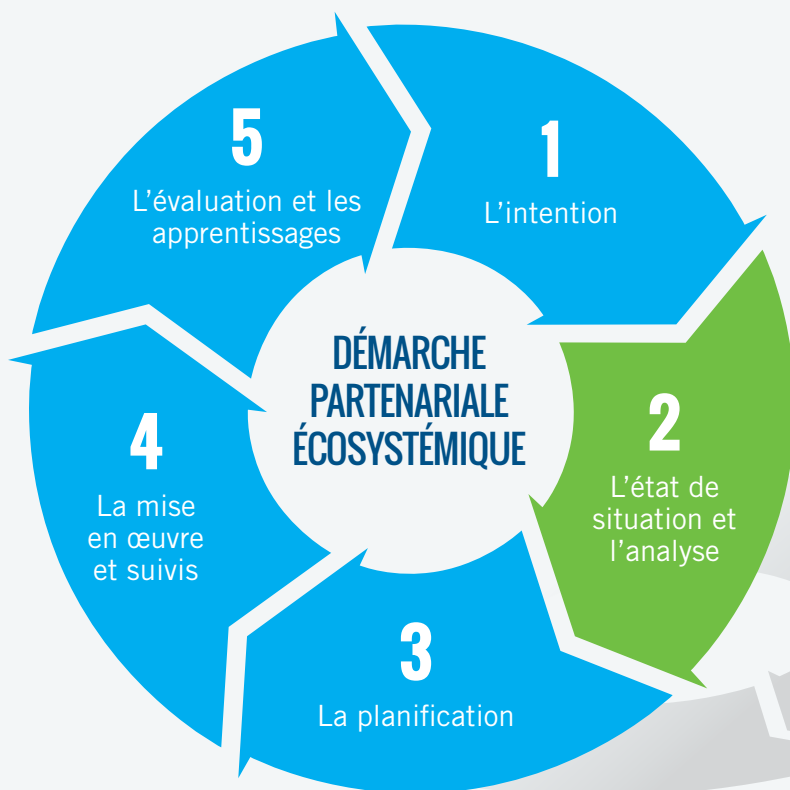 DÉMARCHE
PARTENARIALE
ÉCOSYSTÉMIQUE
1
L'intention
2
L'état de
situation et
l'analyse
3
La planification
4
La mise
en œuvre
et suivis
5
L'évaluation et les
apprentissages